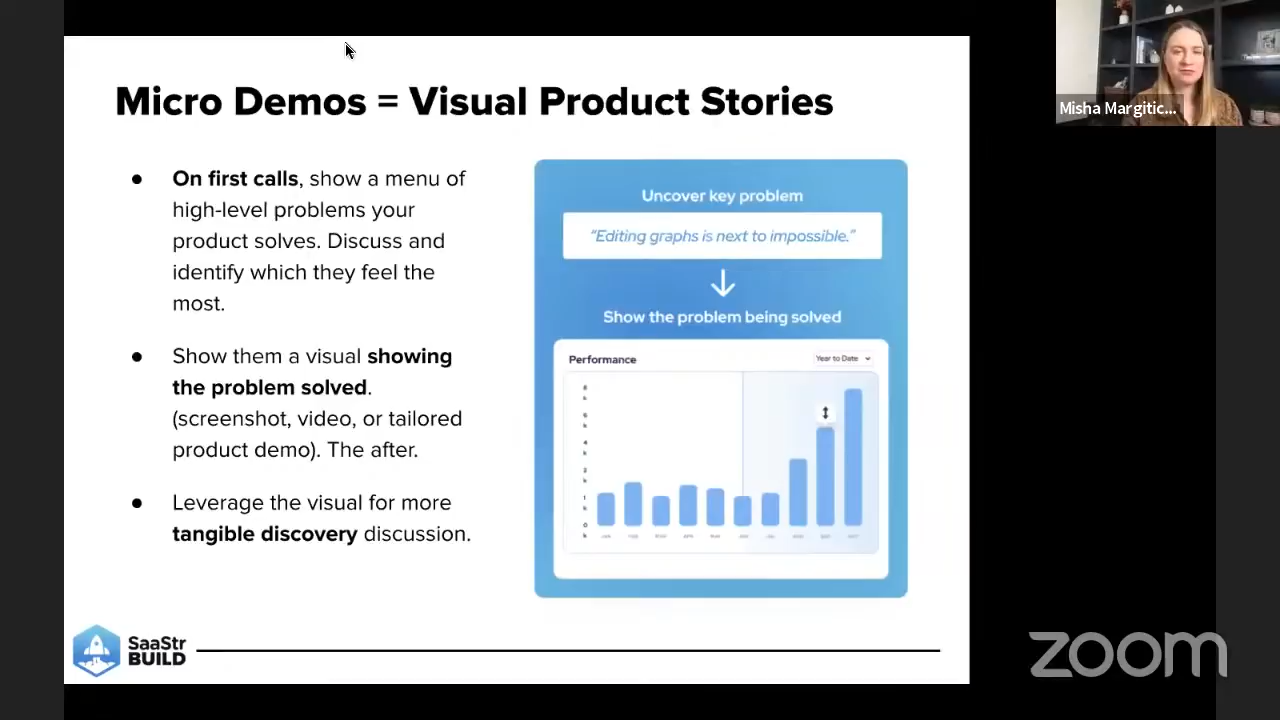 Micro Demos = Visual Product Stories
● On first calls, show a menu of
high-level problems your
product solves. Discuss and
identify which they feel the
most.
● Show them a visual showing
the problem solved.
(screenshot, video, or tailored
product demo). The after.
● Leverage the visual for more
tangible discovery discussion.
Uncover key problem
“Editing graphs is next to impossible.”
Show the problem being solved
Performance
Year to Date
SaaStr
BUILD
Misha Margitic...
zoom